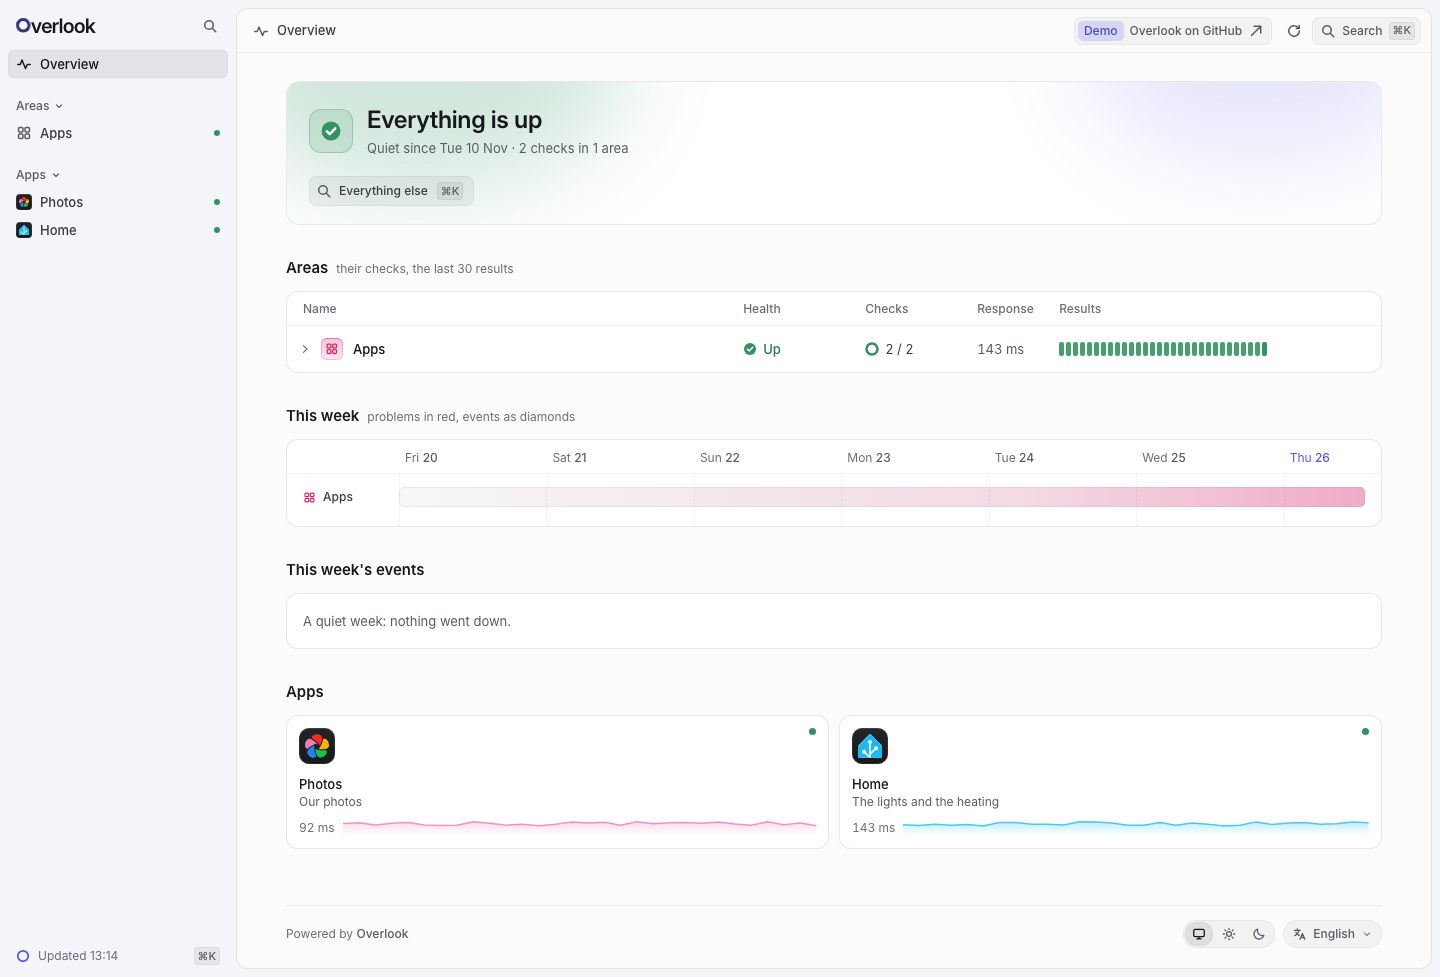 Overlook
Overview
Areas
Apps
Apps
Photos
Home
Updated 13:14 ⌘K
Overview
Demo Overlook on GitHub
Search ⌘K
Everything is up
Quiet since Tue 10 Nov · 2 checks in 1 area
Everything else ⌘K
Areas their checks, the last 30 results
Name Health Checks Response Results
Apps Up 2 / 2 143 ms
This week problems in red, events as diamonds
Fri 20 Sat 21 Sun 22 Mon 23 Tue 24 Wed 25 Thu 26
Apps
This week's events
A quiet week: nothing went down.
Apps
Photos
Our photos
92 ms
Home
The lights and the heating
143 ms
Powered by Overlook
English